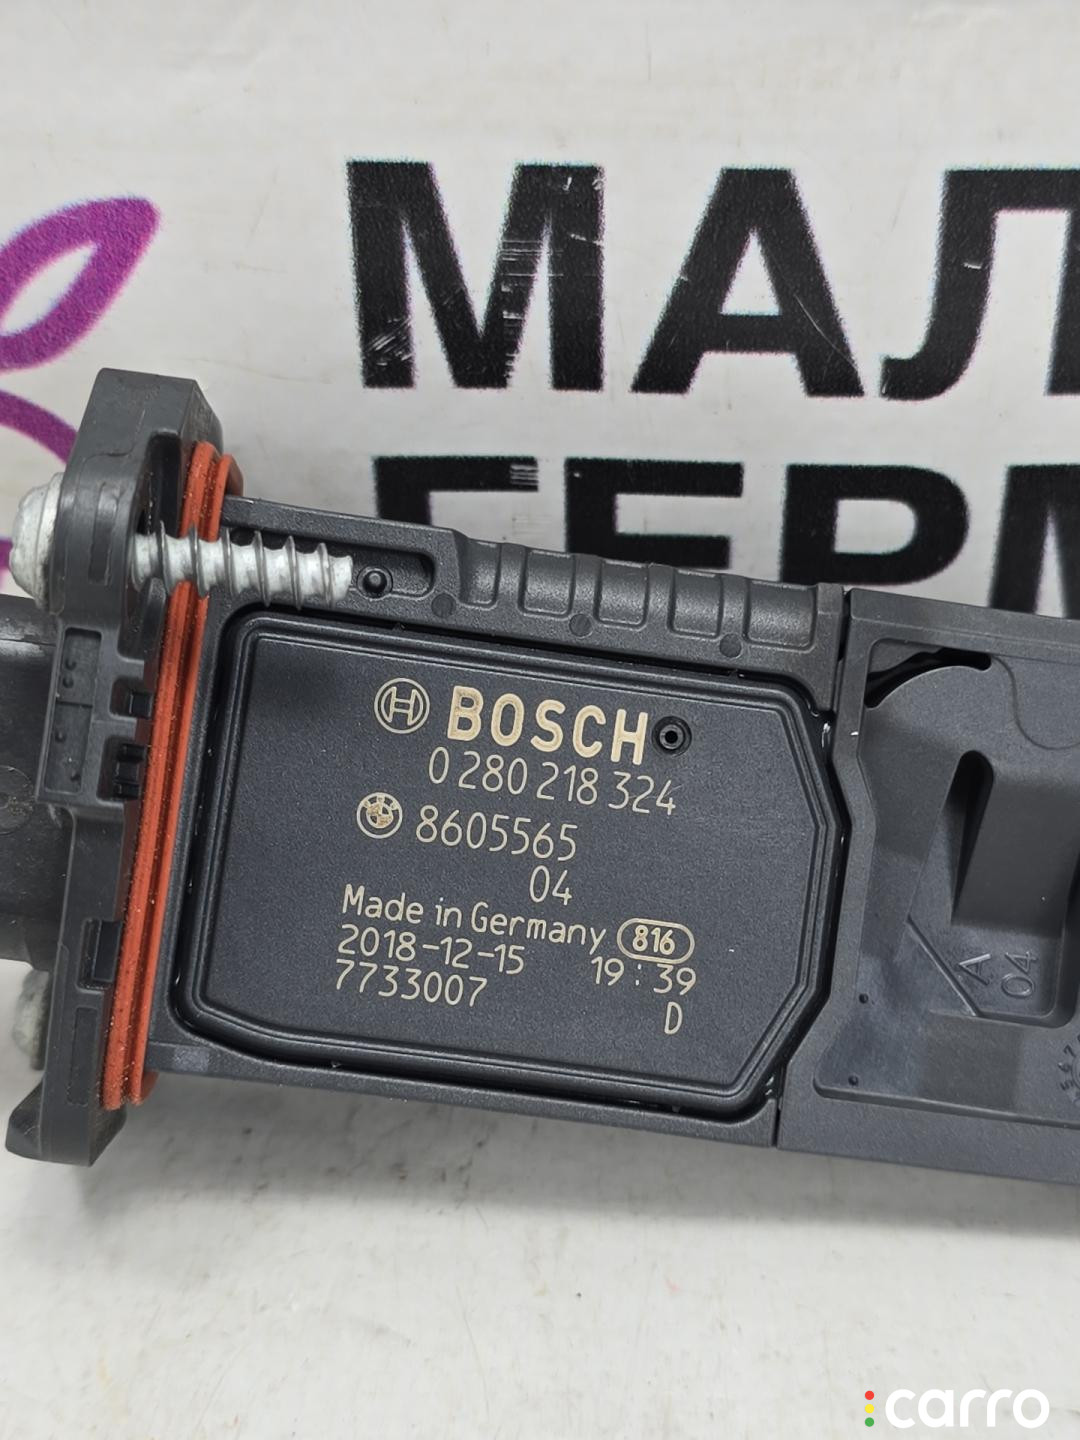 МАЛ
ГЕРМ
BOSCH
0 280 218 324
8605565
04
Made in Germany 816
2018-12-15 19:39
7733007
D
A
04
carro